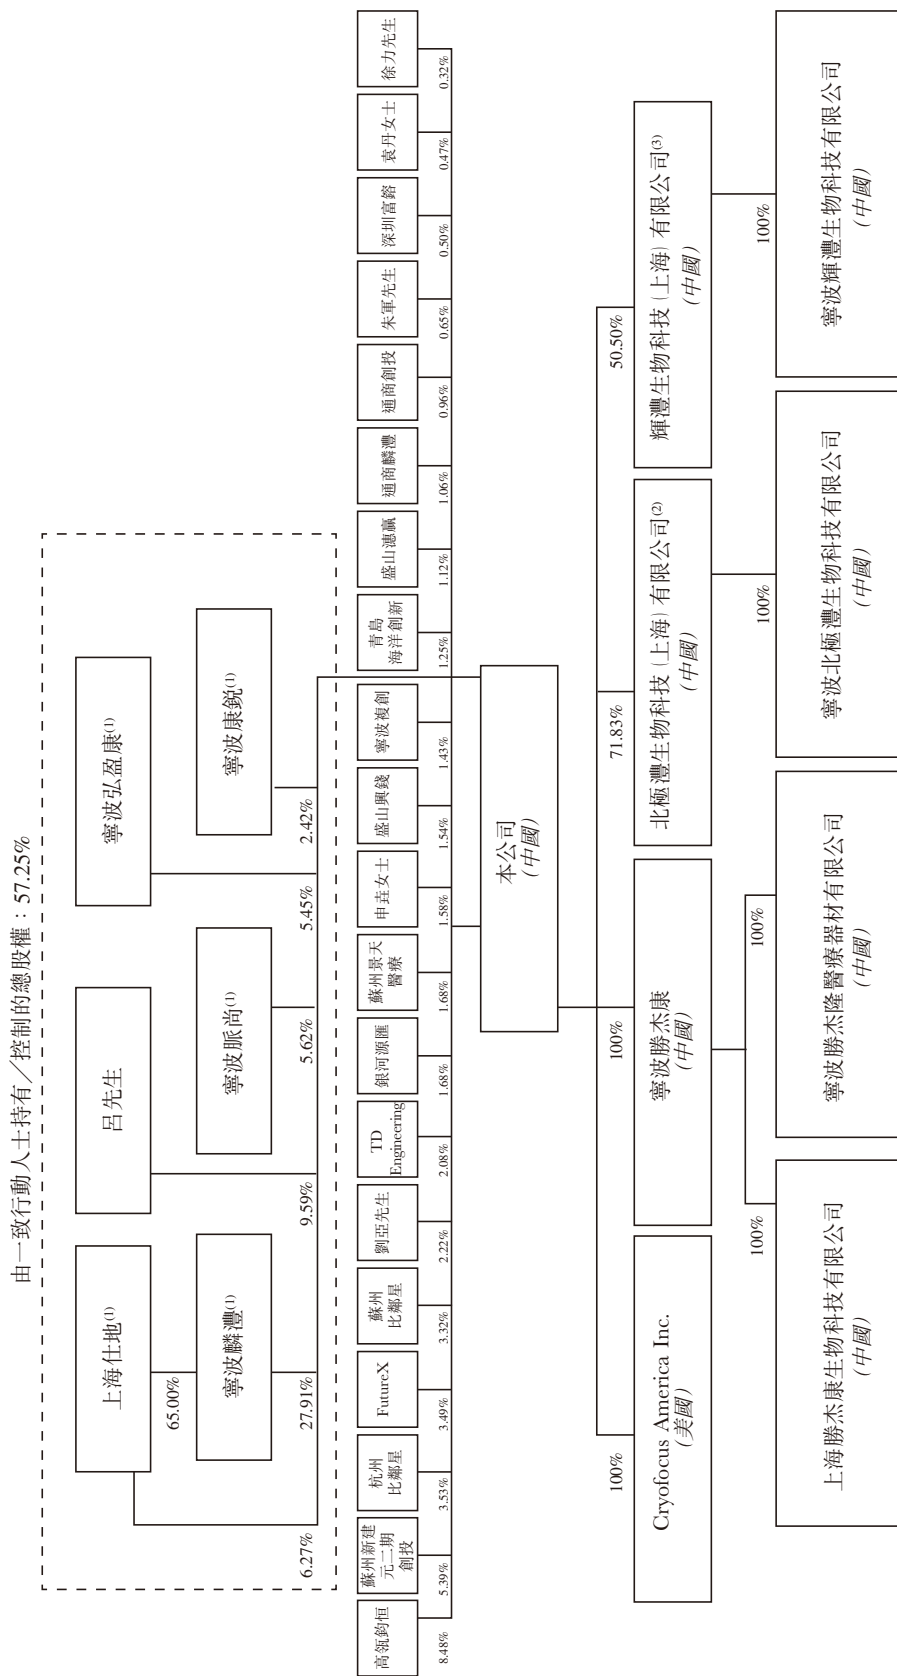 由一致行動人士持有／控制的總股權：57.25%
上海仕地(1)
呂先生
寧波弘盈康(1)
65.00%
寧波麟灃(1)
寧波脈尚(1)
寧波康銳(1)
6.27%
27.91%
9.59%
5.62%
5.45%
2.42%
高瓴鈞恒
蘇州新建
元二期
創投
杭州
比鄰星
FutureX
蘇州
比鄰星
劉亞先生
TD
Engineering
銀河源匯
蘇州景天
醫療
申垚女士
盛山興錢
寧波複創
青島
海洋創新
盛山潓贏
通商麟灃
通商創投
朱軍先生
深圳富鎔
袁丹女士
徐力先生
8.48%
5.39%
3.53%
3.49%
3.32%
2.22%
2.08%
1.68%
1.68%
1.58%
1.54%
1.43%
1.25%
1.12%
1.06%
0.96%
0.65%
0.50%
0.47%
0.32%
本公司
(中國)
100%
100%
71.83%
50.50%
Cryofocus America Inc.
(美國)
寧波勝杰康
(中國)
北極灃生物科技（上海）有限公司(2)
(中國)
輝灃生物科技（上海）有限公司(3)
(中國)
100%
100%
100%
100%
上海勝杰康生物科技有限公司
(中國)
寧波勝杰隆醫療器材有限公司
(中國)
寧波北極灃生物科技有限公司
(中國)
寧波輝灃生物科技有限公司
(中國)